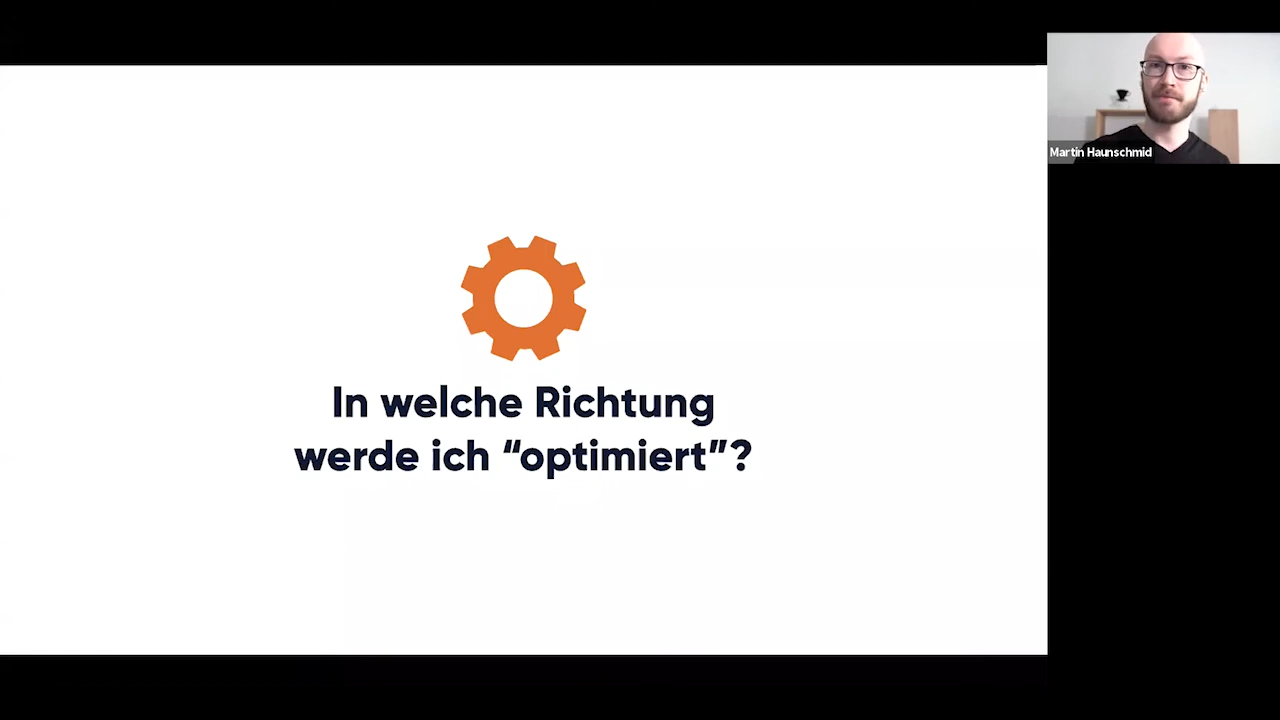 Martin Haunschmid
In welche Richtung
werde ich “optimiert”?